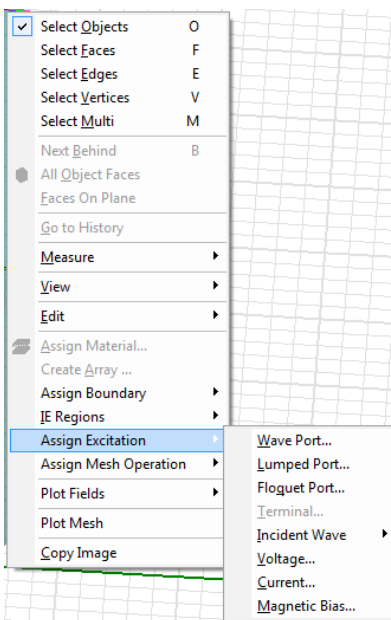 Select Objects O
Select Faces F
Select Edges E
Select Vertices V
Select Multi M
Next Behind B
All Object Faces
Faces On Plane
Go to History
Measure
View
Edit
Assign Material...
Create Array ...
Assign Boundary
IE Regions
Assign Excitation
Assign Mesh Operation
Plot Fields
Plot Mesh
Copy Image
Wave Port...
Lumped Port...
Floquet Port...
Terminal...
Incident Wave
Voltage...
Current...
Magnetic Bias...